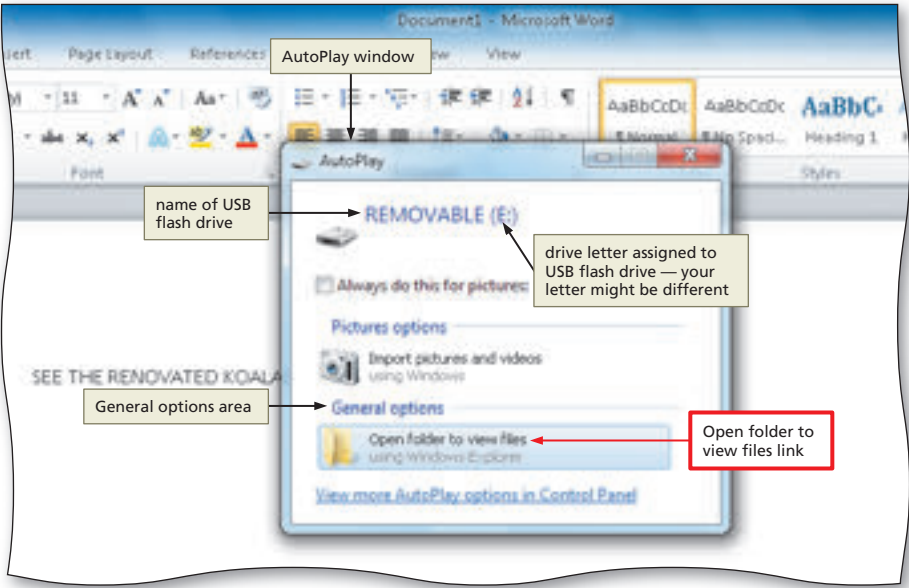 Document1 - Microsoft Word
Page Layout
References
View
AutoPlay window
11
Aa
abc
AaBbCcDc
AaBbCcDc
AaBbC
¶ Normal
¶ No Spaci...
Heading 1
Font
Styles
AutoPlay
name of USB
flash drive
REMOVABLE (E:)
drive letter assigned to
USB flash drive — your
letter might be different
Always do this for pictures:
Pictures options
Import pictures and videos
using Windows
SEE THE RENOVATED KOALA
General options area
General options
Open folder to view files
using Windows Explorer
Open folder to
view files link
View more AutoPlay options in Control Panel